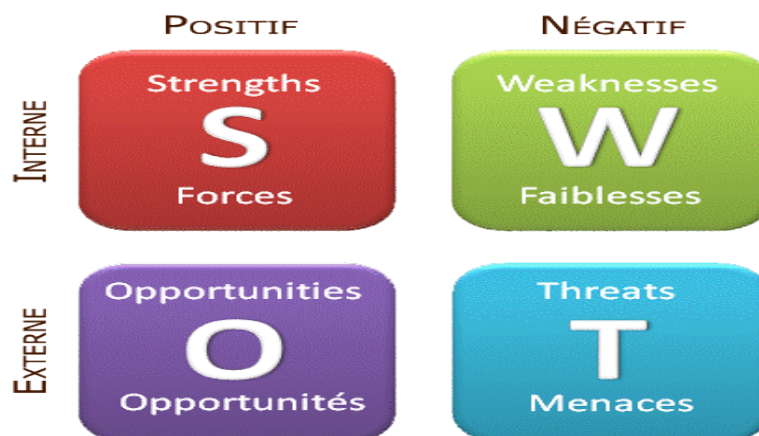 POSITIF
NÉGATIF
INTERNE
Strengths
S
Forces
Weaknesses
W
Faiblesses
EXTERNE
Opportunities
O
Opportunités
Threats
T
Menaces